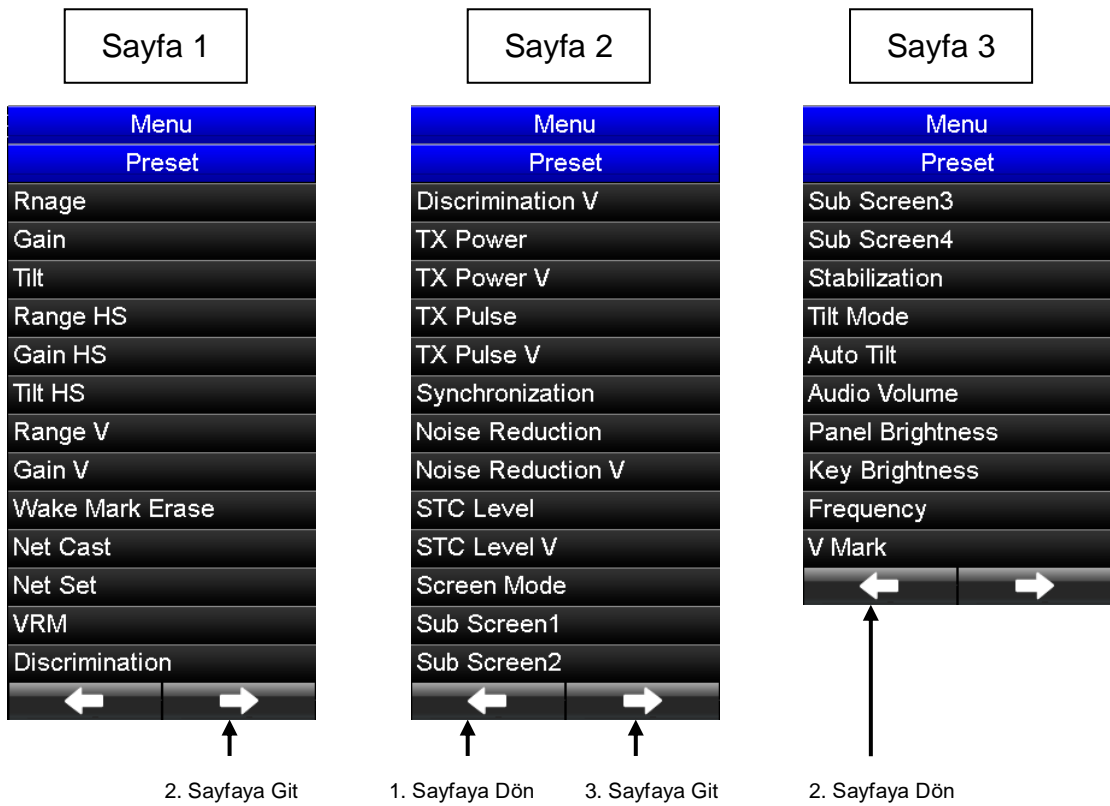 Sayfa 1
Menu
Preset
Rnage
Gain
Tilt
Range HS
Gain HS
Tilt HS
Range V
Gain V
Wake Mark Erase
Net Cast
Net Set
VRM
Discrimination
2. Sayfaya Git
Sayfa 2
Menu
Preset
Discrimination V
TX Power
TX Power V
TX Pulse
TX Pulse V
Synchronization
Noise Reduction
Noise Reduction V
STC Level
STC Level V
Screen Mode
Sub Screen1
Sub Screen2
1. Sayfaya Dön
3. Sayfaya Git
Sayfa 3
Menu
Preset
Sub Screen3
Sub Screen4
Stabilization
Tilt Mode
Auto Tilt
Audio Volume
Panel Brightness
Key Brightness
Frequency
V Mark
2. Sayfaya Dön